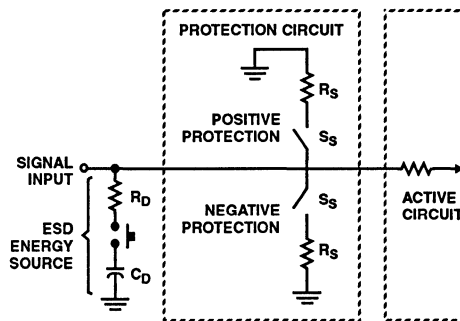 PROTECTION CIRCUIT
RS
POSITIVE
PROTECTION
SS
SIGNAL
INPUT
RD
ESD
ENERGY
SOURCE
CD
NEGATIVE
PROTECTION
SS
RS
ACTIVE
CIRCUIT